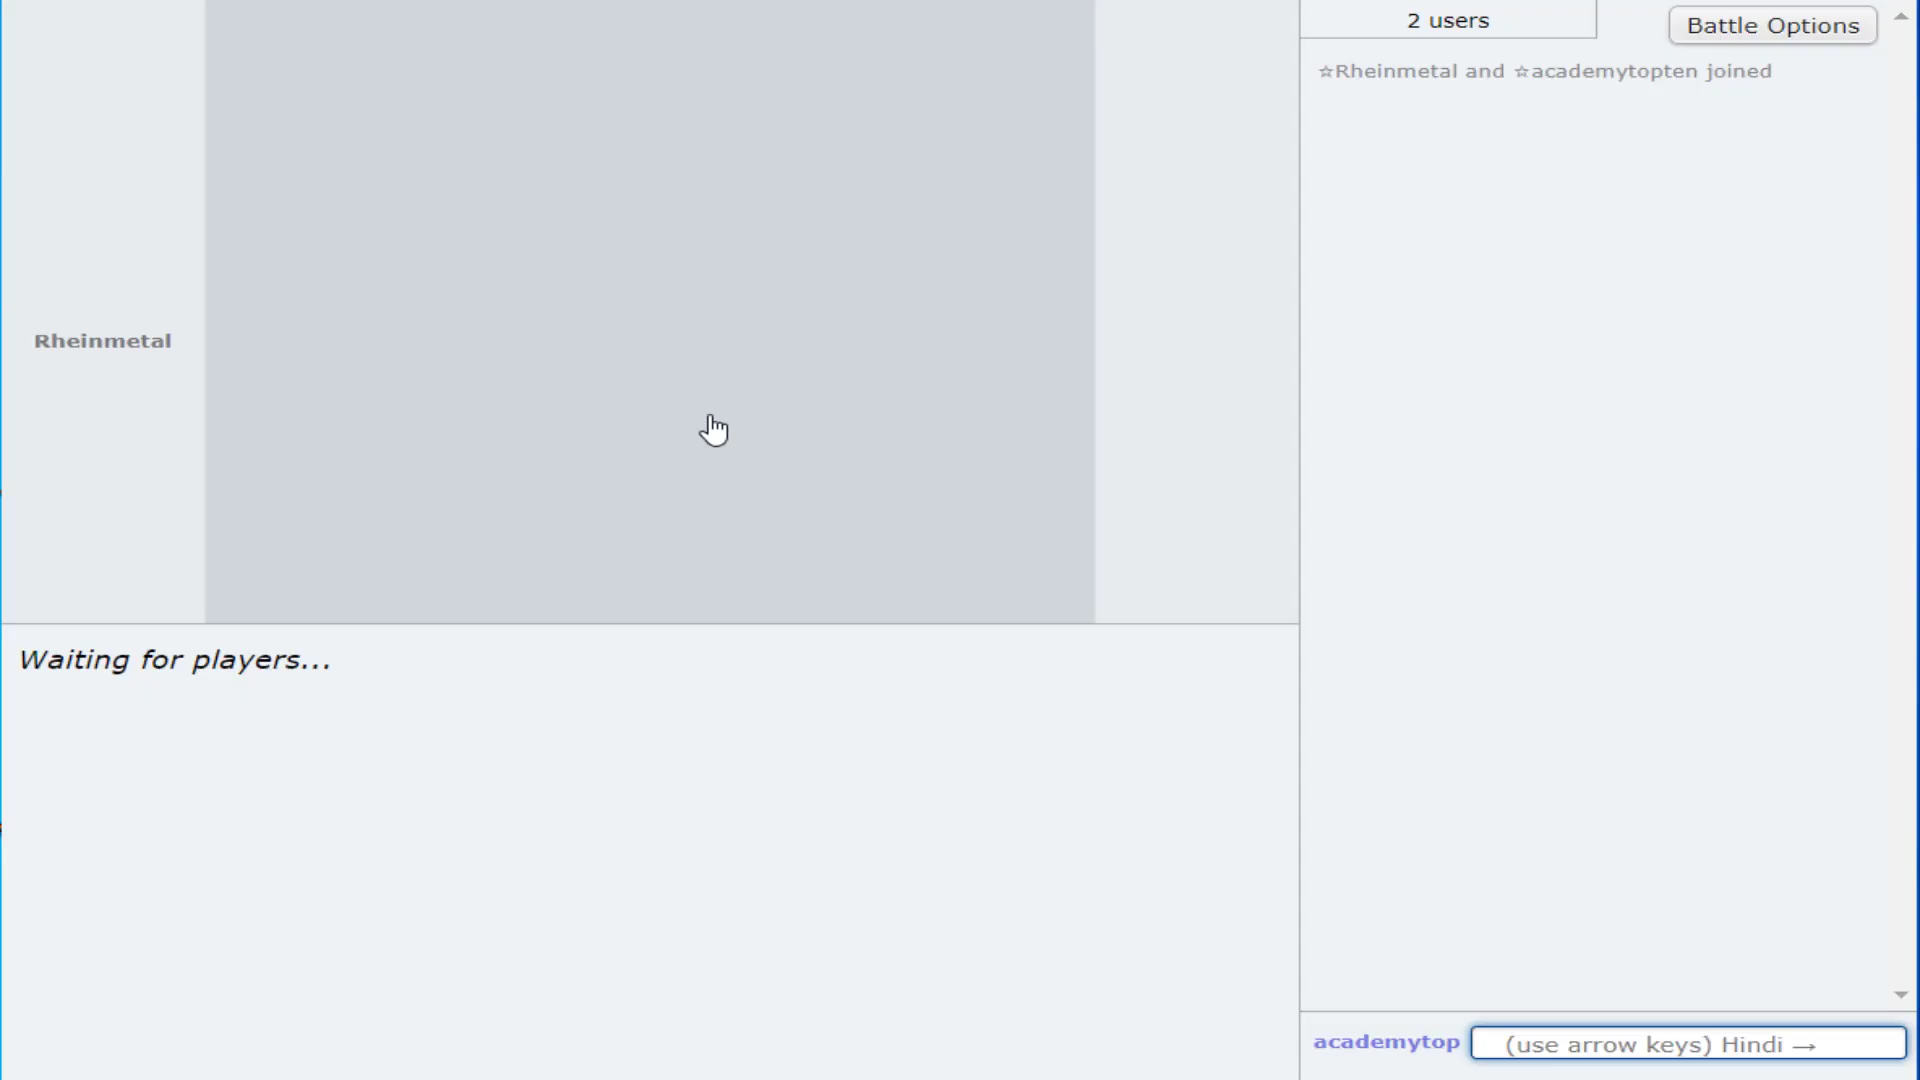 2 users
Battle Options
☆Rheinmetal and ☆academytopten joined
Rheinmetal
Waiting for players...
academytop
(use arrow keys) Hindi →